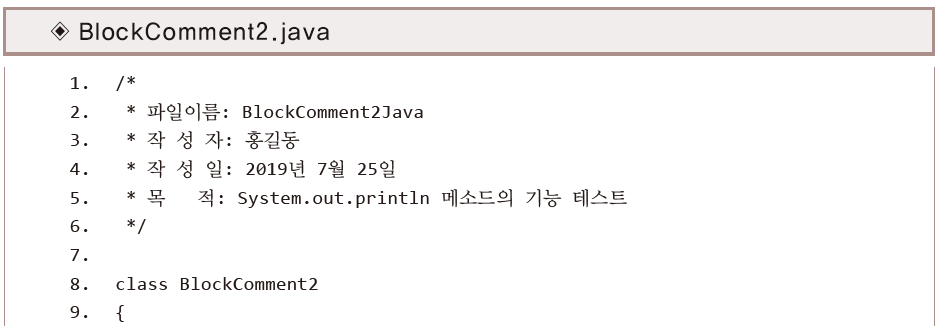 ◈ BlockComment2.java
1. /*
2. * 파일이름: BlockComment2Java
3. * 작 성 자: 홍길동
4. * 작 성 일: 2019년 7월 25일
5. * 목   적: System.out.println 메소드의 기능 테스트
6. */
7.
8. class BlockComment2
9. {